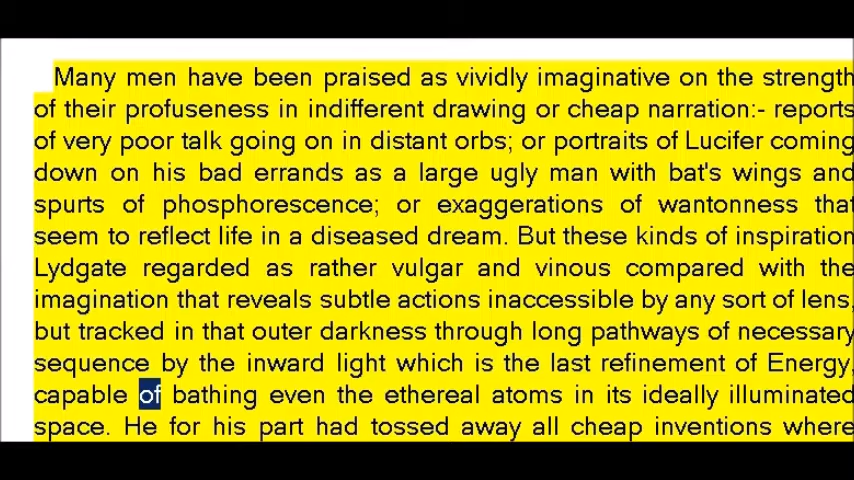 Many men have been praised as vividly imaginative on the strength
of their profuseness in indifferent drawing or cheap narration:- reports
of very poor talk going on in distant orbs; or portraits of Lucifer coming
down on his bad errands as a large ugly man with bat's wings and
spurts of phosphorescence; or exaggerations of wantonness that
seem to reflect life in a diseased dream. But these kinds of inspiration
Lydgate regarded as rather vulgar and vinous compared with the
imagination that reveals subtle actions inaccessible by any sort of lens,
but tracked in that outer darkness through long pathways of necessary
sequence by the inward light which is the last refinement of Energy,
capable of bathing even the ethereal atoms in its ideally illuminated
space. He for his part had tossed away all cheap inventions where